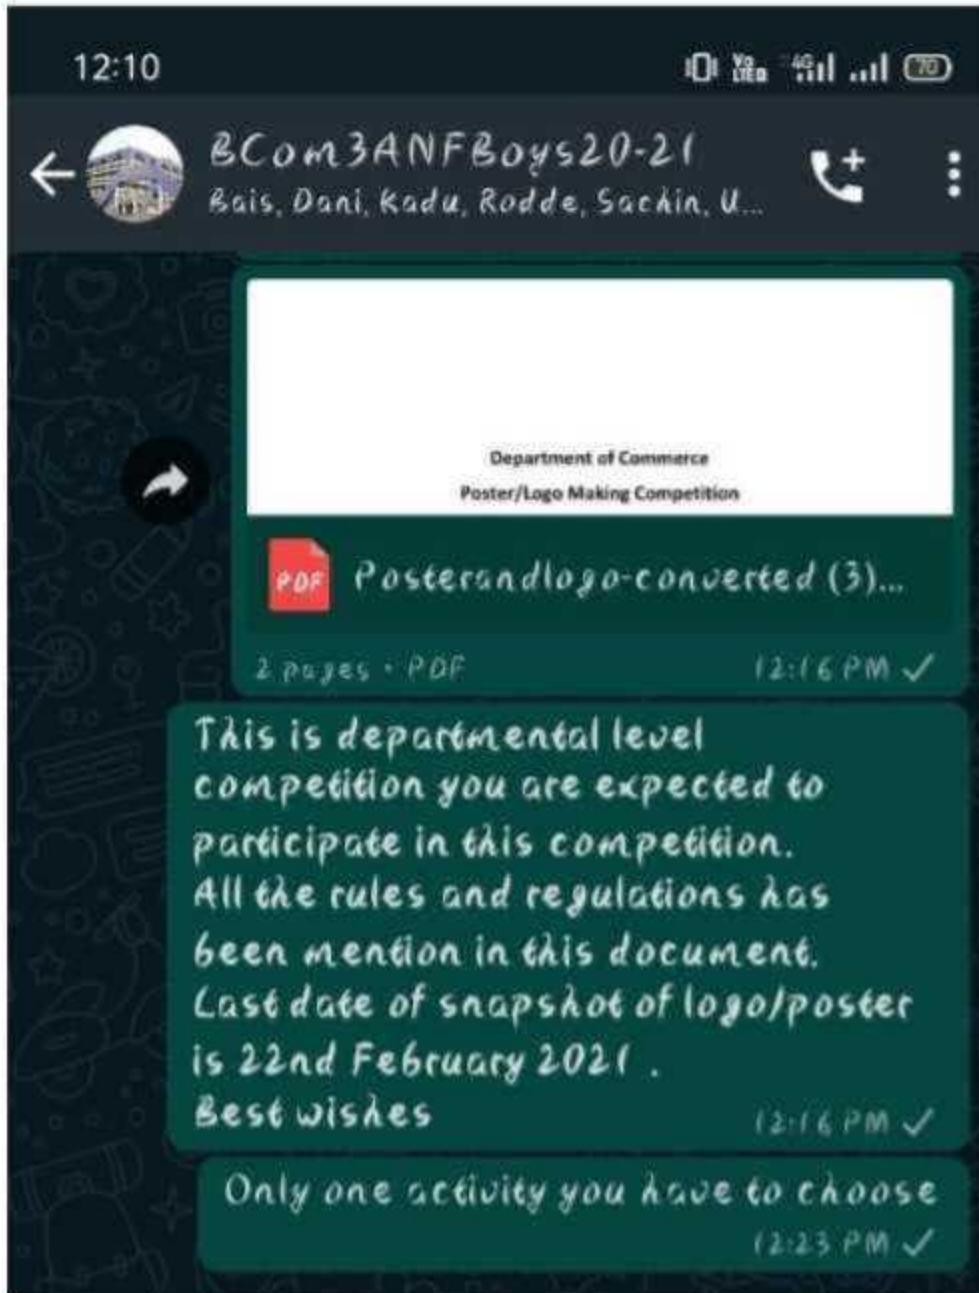 12:10
Vo LTE
4G
70
BCom3ANFBoys20-21
Bais, Dani, Kadu, Rodde, Sachin, U...
Department of Commerce
Poster/Logo Making Competition
PDF
Posterandlogo-converted (3)...
2 pages • PDF
12:16 PM
This is departmental level
competition you are expected to
participate in this competition.
All the rules and regulations has
been mention in this document.
Last date of snapshot of logo/poster
is 22nd February 2021 .
Best wishes
12:16 PM
Only one activity you have to choose
12:23 PM